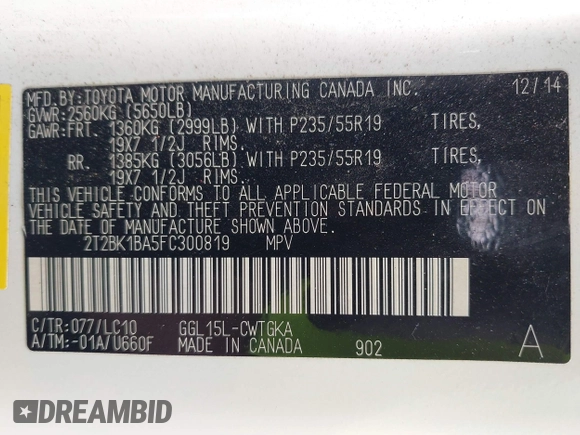 MFD.BY:TOYOTA MOTOR MANUFACTURING CANADA INC. 12/14
GVWR:2560KG (5650LB)
GAWR:FRT. 1360KG (2999LB) WITH P235/55R19 TIRES,
19X7 1/2J RIMS.
RR. 1385KG (3056LB) WITH P235/55R19 TIRES,
19X7 1/2J RIMS.
THIS VEHICLE CONFORMS TO ALL APPLICABLE FEDERAL MOTOR
VEHICLE SAFETY AND THEFT PREVENTION STANDARDS IN EFFECT ON
THE DATE OF MANUFACTURE SHOWN ABOVE.
2T2BK1BA5FC300819 MPV
C/TR:077/LC10 GGL15L-CWTGKA
A/TM:-01A/U660F MADE IN CANADA 902 A
DREAMBID